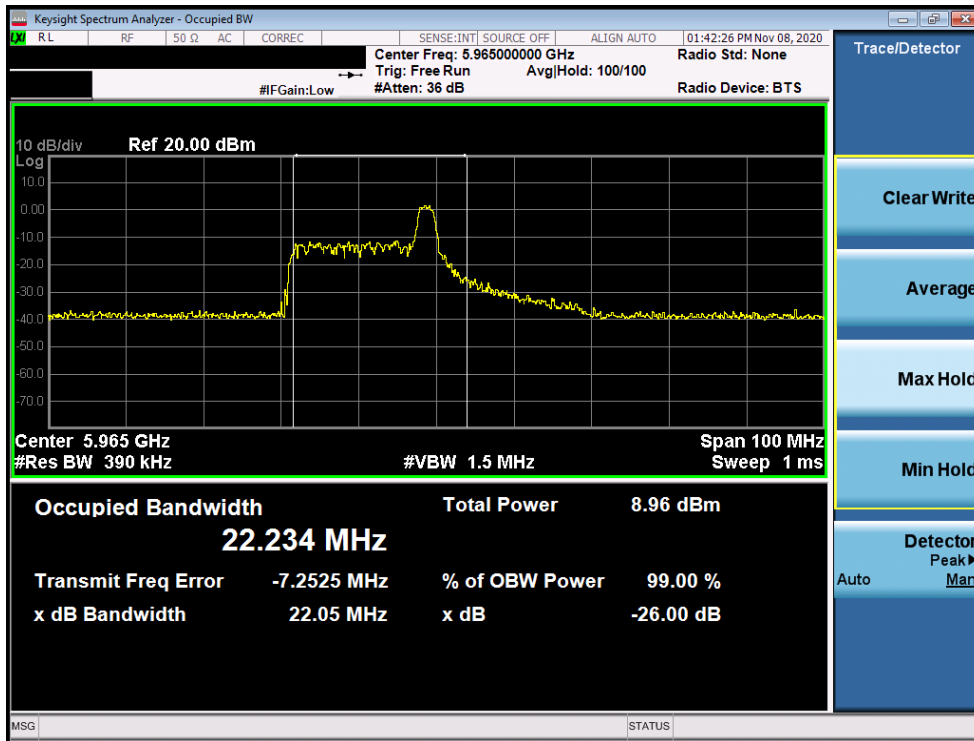 Keysight Spectrum Analyzer - Occupied BW
LXI RL RF 50 Ω AC CORREC SENSE:INT SOURCE OFF ALIGN AUTO 01:42:26 PM Nov 08, 2020
Center Freq: 5.965000000 GHz Radio Std: None
Trig: Free Run Avg|Hold: 100/100
#IFGain:Low #Atten: 36 dB Radio Device: BTS
Trace/Detector
10 dB/div Ref 20.00 dBm
Log
10.0
0.00
-10.0
-20.0
-30.0
-40.0
-50.0
-60.0
-70.0
Center 5.965 GHz Span 100 MHz
#Res BW 390 kHz #VBW 1.5 MHz Sweep 1 ms
Occupied Bandwidth Total Power 8.96 dBm
22.234 MHz
Transmit Freq Error -7.2525 MHz % of OBW Power 99.00 %
x dB Bandwidth 22.05 MHz x dB -26.00 dB
Clear Write
Average
Max Hold
Min Hold
Detector
Peak
Auto Man
MSG STATUS